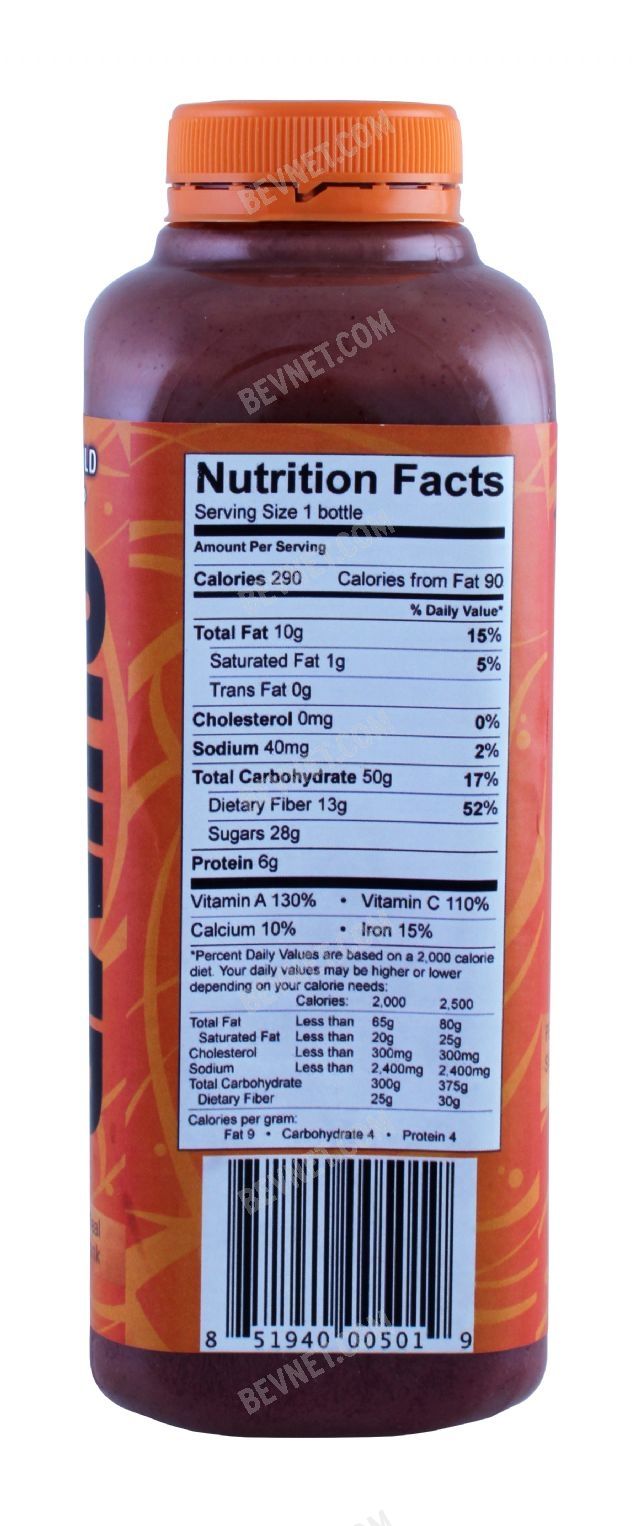 BEVNET.COM
BEVNET.COM
LD
Nutrition Facts
Serving Size 1 bottle
Amount Per Serving
Calories 290 Calories from Fat 90
% Daily Value*
Total Fat 10g 15%
Saturated Fat 1g 5%
Trans Fat 0g
Cholesterol 0mg 0%
Sodium 40mg 2%
Total Carbohydrate 50g 17%
Dietary Fiber 13g 52%
Sugars 28g
Protein 6g
Vitamin A 130% • Vitamin C 110%
Calcium 10% • Iron 15%
*Percent Daily Values are based on a 2,000 calorie
diet. Your daily values may be higher or lower
depending on your calorie needs:
Calories: 2,000 2,500
Total Fat Less than 65g 80g
Saturated Fat Less than 20g 25g
Cholesterol Less than 300mg 300mg
Sodium Less than 2,400mg 2,400mg
Total Carbohydrate 300g 375g
Dietary Fiber 25g 30g
Calories per gram:
Fat 9 • Carbohydrate 4 • Protein 4
8 51940 00501 9
BEVNET.COM